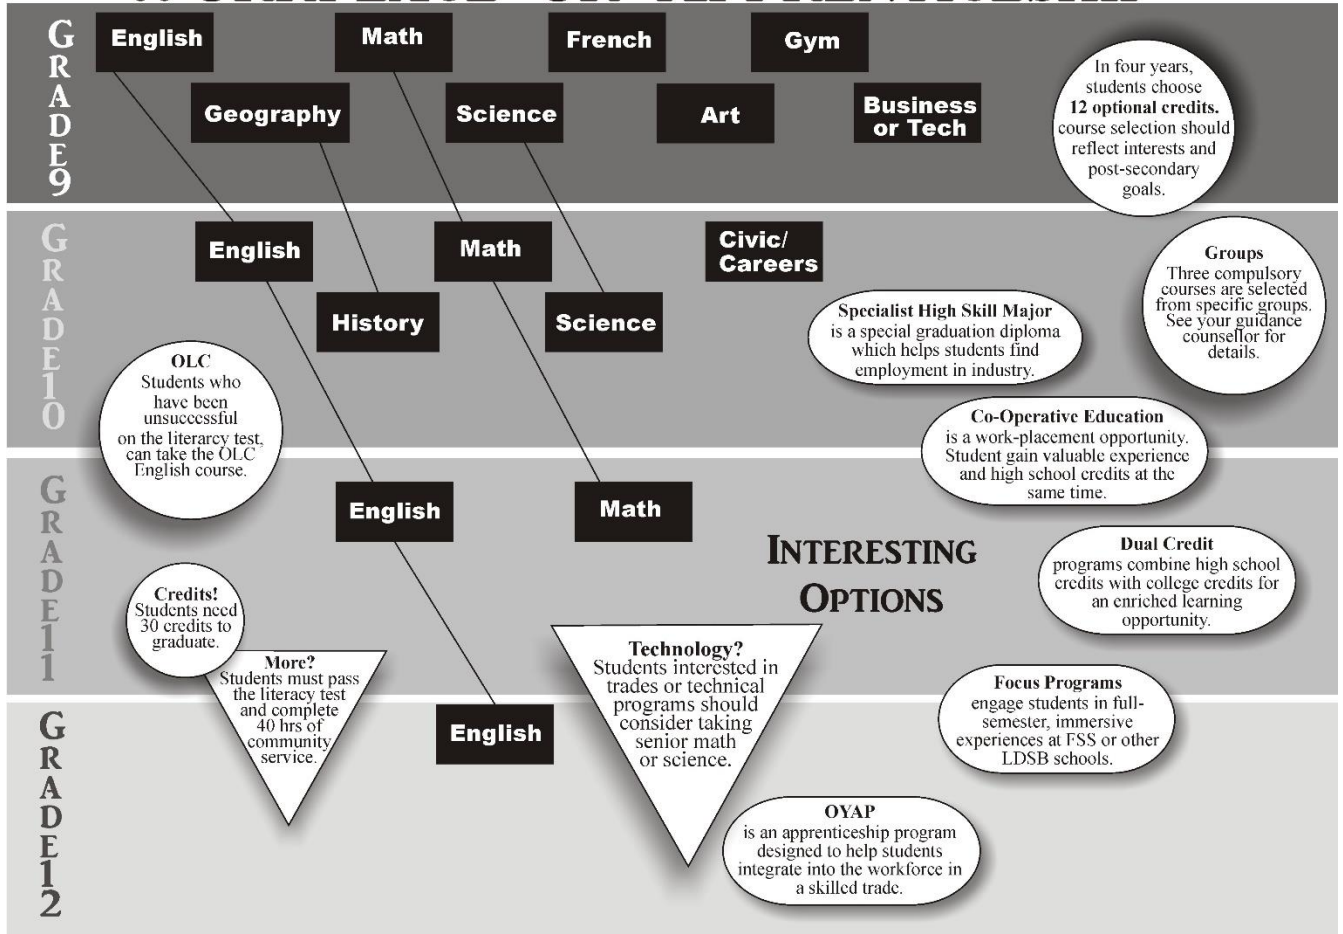 GRADE 9
English
Math
French
Gym
Geography
Science
Art
Business
or Tech
In four years,
students choose
12 optional credits.
course selection should
reflect interests and
post-secondary
goals.
GRADE 10
English
Math
Civic/
Careers
History
Science
Groups
Three compulsory
courses are selected
from specific groups.
See your guidance
counsellor for
details.
Specialist High Skill Major
is a special graduation diploma
which helps students find
employment in industry.
OLC
Students who
have been
unsuccessful
on the literarcy test,
can take the OLC
English course.
Co-Operative Education
is a work-placement opportunity.
Student gain valuable experience
and high school credits at the
same time.
GRADE 11
English
Math
INTERESTING
OPTIONS
Dual Credit
programs combine high school
credits with college credits for
an enriched learning
opportunity.
Credits!
Students need
30 credits to
graduate.
More?
Students must pass
the literacy test
and complete
40 hrs of
community
service.
Technology?
Students interested in
trades or technical
programs should
consider taking
senior math
or science.
Focus Programs
engage students in full-
semester, immersive
experiences at FSS or other
LDSB schools.
GRADE 12
English
OYAP
is an apprenticeship program
designed to help students
integrate into the workforce in
a skilled trade.